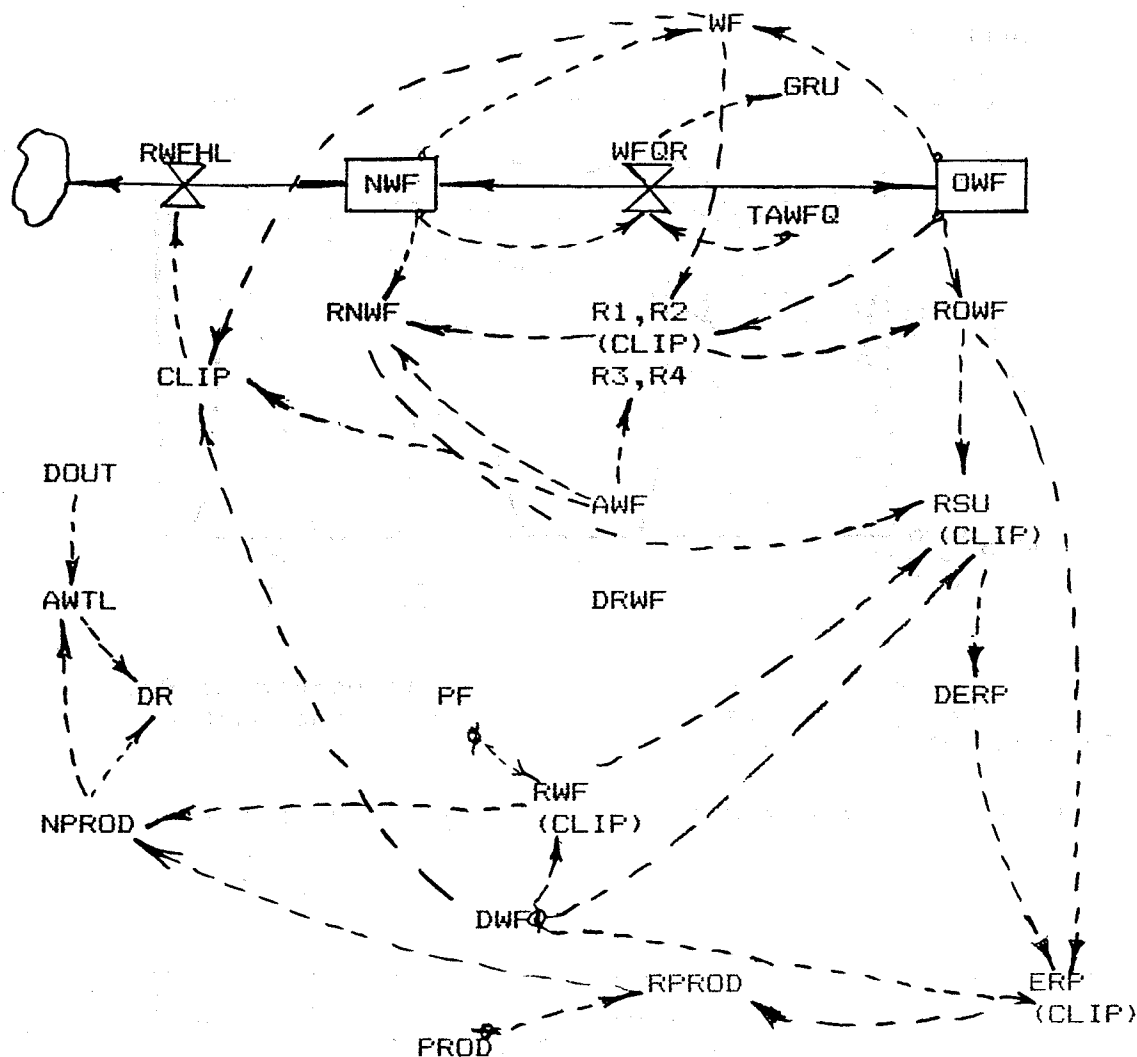 WF
GRU
RWFHL
NWF
WFQR
OWF
TAWFQ
RNWF
R1,R2
(CLIP)
R3,R4
ROWF
CLIP
DOUT
AWF
RSU
(CLIP)
AWTL
DRWF
DR
PF
DERP
RWF
(CLIP)
NPROD
DWF
RPROD
ERP
(CLIP)
PROD